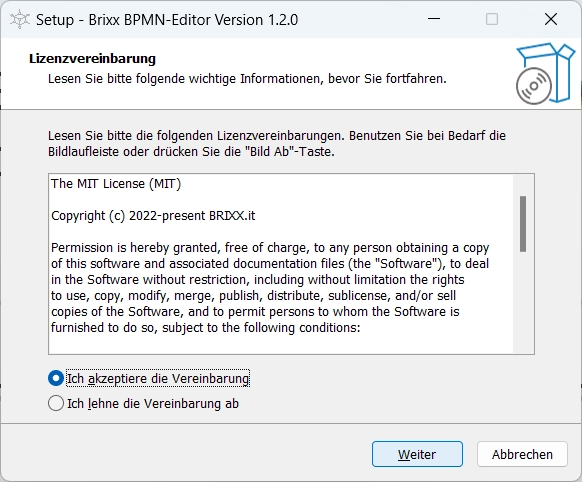 Setup - Brixx BPMN-Editor Version 1.2.0
Lizenzvereinbarung
Lesen Sie bitte folgende wichtige Informationen, bevor Sie fortfahren.
Lesen Sie bitte die folgenden Lizenzvereinbarungen. Benutzen Sie bei Bedarf die
Bildlaufleiste oder drücken Sie die "Bild Ab"-Taste.
The MIT License (MIT)
Copyright (c) 2022-present BRIXX.it
Permission is hereby granted, free of charge, to any person obtaining a copy
of this software and associated documentation files (the "Software"), to deal
in the Software without restriction, including without limitation the rights
to use, copy, modify, merge, publish, distribute, sublicense, and/or sell
copies of the Software, and to permit persons to whom the Software is
furnished to do so, subject to the following conditions:
Ich akzeptiere die Vereinbarung
Ich lehne die Vereinbarung ab
Weiter
Abbrechen